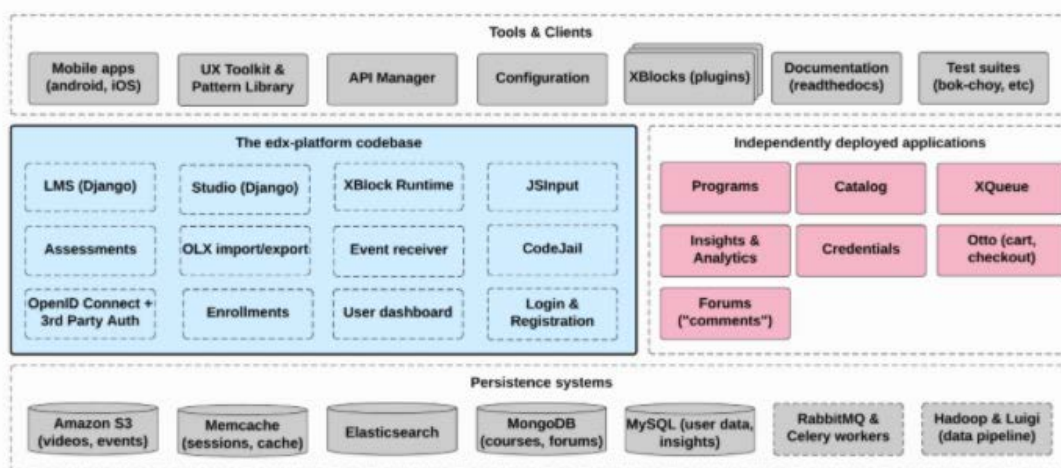 Tools & Clients
Mobile apps
(android, iOS)
UX Toolkit &
Pattern Library
API Manager
Configuration
XBlocks (plugins)
Documentation
(readthedocs)
Test suites
(bok-choy, etc)
The edx-platform codebase
LMS (Django)
Studio (Django)
XBlock Runtime
JSInput
Assessments
OLX import/export
Event receiver
CodeJail
OpenID Connect +
3rd Party Auth
Enrollments
User dashboard
Login &
Registration
Independently deployed applications
Programs
Catalog
XQueue
Insights &
Analytics
Credentials
Otto (cart,
checkout)
Forums
("comments")
Persistence systems
Amazon S3
(videos, events)
Memcache
(sessions, cache)
Elasticsearch
MongoDB
(courses, forums)
MySQL (user data,
insights)
RabbitMQ &
Celery workers
Hadoop & Luigi
(data pipeline)